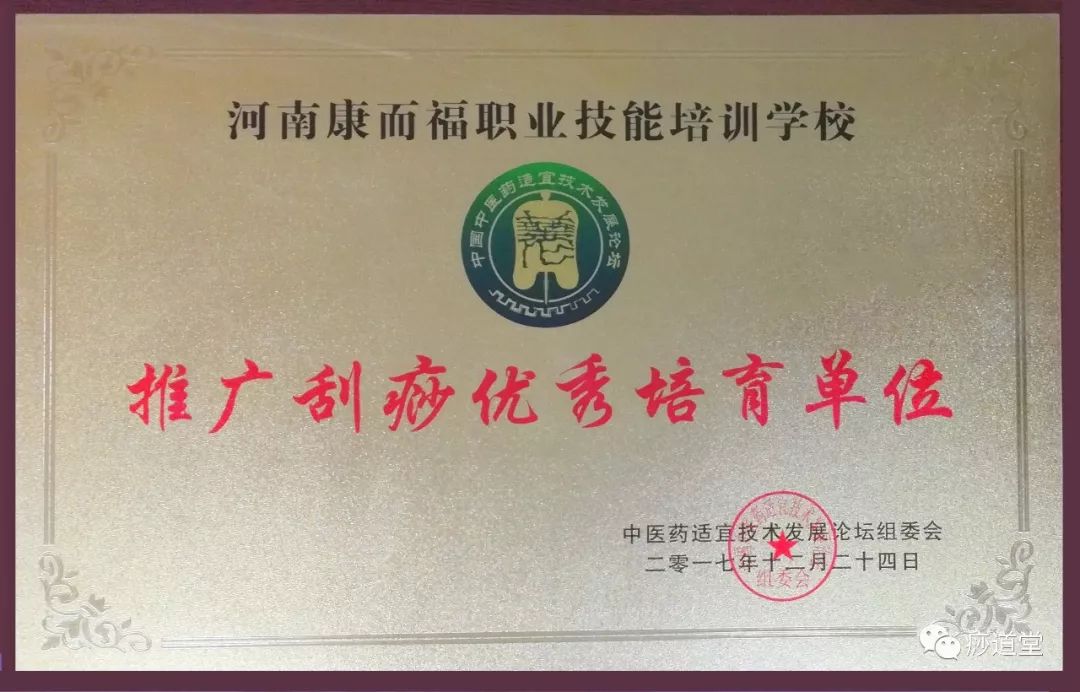 河南康而福职业技能培训学校
中国中医药适宜技术发展论坛
推广刮痧优秀培育单位
中医药适宜技术发展论坛组委会
二零一七年十二月二十四日
组委会
痧道堂